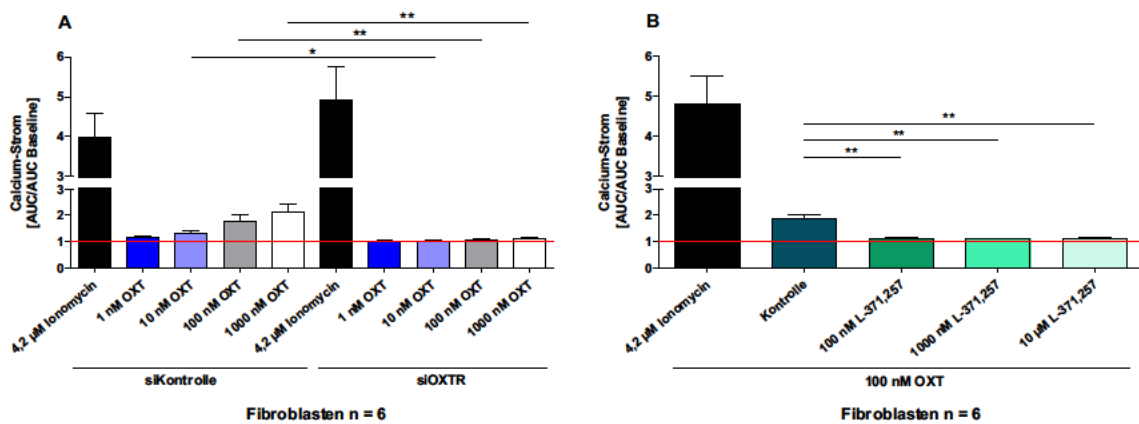 A
Calcium-Strom
[AUC/AUC Baseline]
6
5
4
3
3
2
1
0
**
**
*
4,2 µM Ionomycin
1 nM OXT
10 nM OXT
100 nM OXT
1000 nM OXT
4,2 µM Ionomycin
1 nM OXT
10 nM OXT
100 nM OXT
1000 nM OXT
siKontrolle
siOXTR
Fibroblasten n = 6
B
Calcium-Strom
[AUC/AUC Baseline]
6
5
4
3
3
2
1
0
**
**
**
4,2 µM Ionomycin
Kontrolle
100 nM L-371,257
1000 nM L-371,257
10 µM L-371,257
100 nM OXT
Fibroblasten n = 6